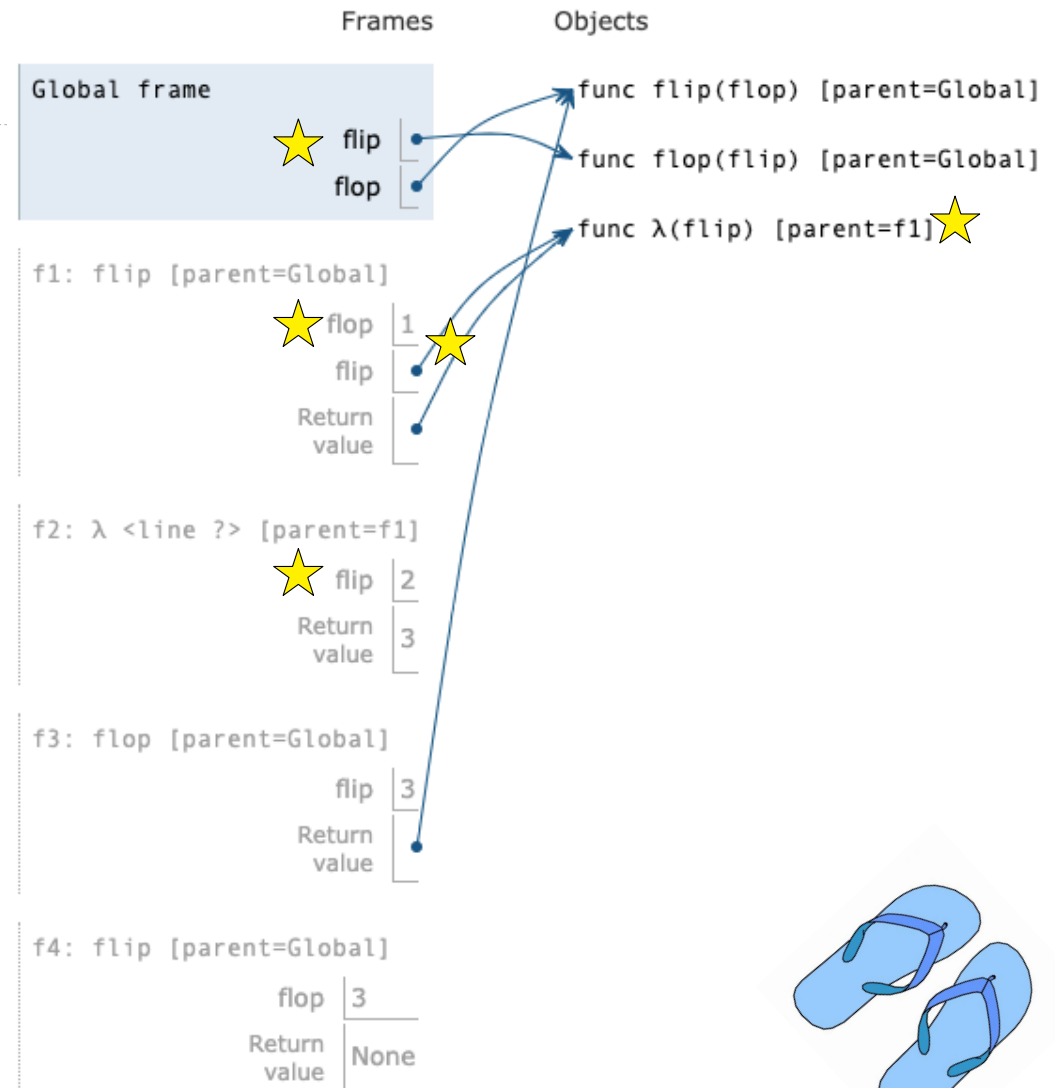 Frames Objects
Global frame
flip
flop
func flip(flop) [parent=Global]
func flop(flip) [parent=Global]
func λ(flip) [parent=f1]
f1: flip [parent=Global]
flop 1
flip
Return
value
f2: λ <line ?> [parent=f1]
flip 2
Return
value 3
f3: flop [parent=Global]
flip 3
Return
value
f4: flip [parent=Global]
flop 3
Return
value None